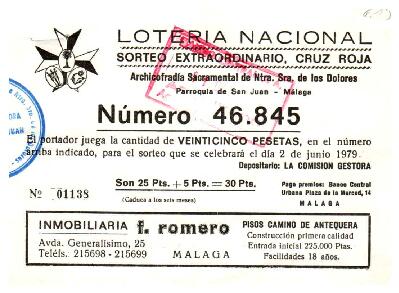 LOTERIA NACIONAL
SORTEO EXTRAORDINARIO, CRUZ ROJA
Archicofradía Sacramental de Ntra. Sra. de los Dolores
Parroquia de San Juan - Málaga
Número 46.845
El portador juega la cantidad de VEINTICINCO PESETAS, en el número
arriba indicado, para el sorteo que se celebrará el día 2 de junio 1979.
Depositario: LA COMISION GESTORA
Nº 01138
Son 25 Pts. + 5 Pts. = 30 Pts.
(Caduca a los seis meses)
Pago premios: Banco Central
Urbana Plaza de la Merced, 14
MALAGA
INMOBILIARIA f. romero
Avda. Generalísimo, 25
Teléfs. 215698 - 215699 MALAGA
PISOS CAMINO DE ANTEQUERA
Construcción primera calidad
Entrada inicial 225.000 Ptas.
Facilidades 18 años.